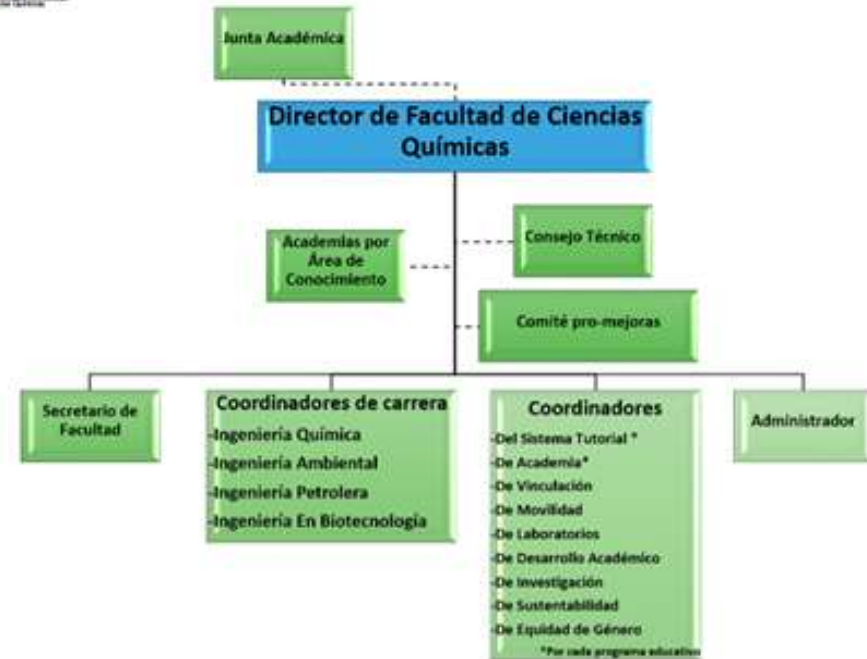 Junta Académica
Director de Facultad de Ciencias
Químicas
Academias por
Área de
Conocimiento
Consejo Técnico
Comité pro-mejoras
Secretario de
Facultad
Coordinadores de carrera
-Ingeniería Química
-Ingeniería Ambiental
-Ingeniería Petrolera
-Ingeniería En Biotecnología
Coordinadores
-Del Sistema Tutorial *
-De Academia*
-De Vinculación
-De Movilidad
-De Laboratorios
-De Desarrollo Académico
-De Investigación
-De Sustentabilidad
-De Equidad de Género
*Por cada programa educativo
Administrador